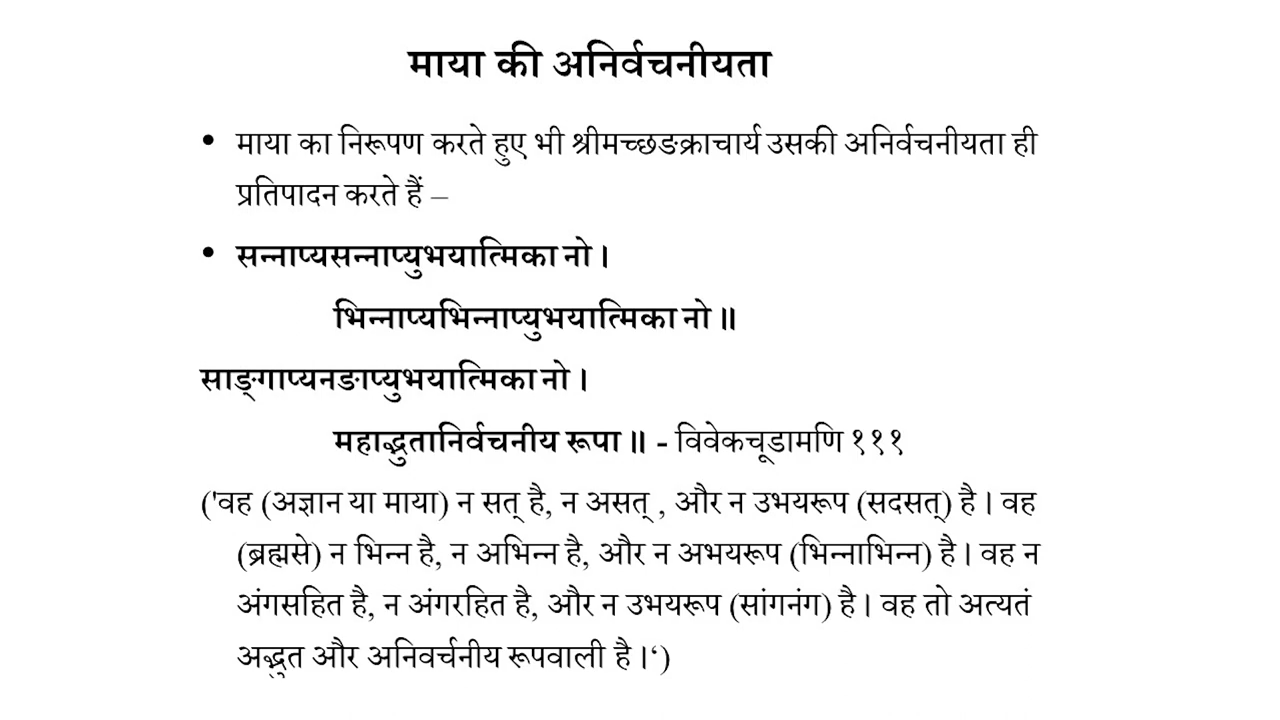 माया की अनिर्वचनीयता
• माया का निरूपण करते हुए भी श्रीमच्छङक्राचार्य उसकी अनिर्वचनीयता ही
प्रतिपादन करते हैं –
• सन्नाप्यसन्नाप्युभयात्मिका नो ।
भिन्नाप्यभिन्नाप्युभयात्मिका नो ॥
साङ्गाप्यनङाप्युभयात्मिका नो ।
महाद्भुतानिर्वचनीय रूपा ॥ - विवेकचूडामणि १११
('वह (अज्ञान या माया) न सत् है, न असत् , और न उभयरूप (सदसत्) है । वह
(ब्रह्मसे) न भिन्न है, न अभिन्न है, और न अभयरूप (भिन्नाभिन्न) है । वह न
अंगसहित है, न अंगरहित है, और न उभयरूप (सांगनंग) है । वह तो अत्यतं
अद्भुत और अनिवर्चनीय रूपवाली है ।‘)